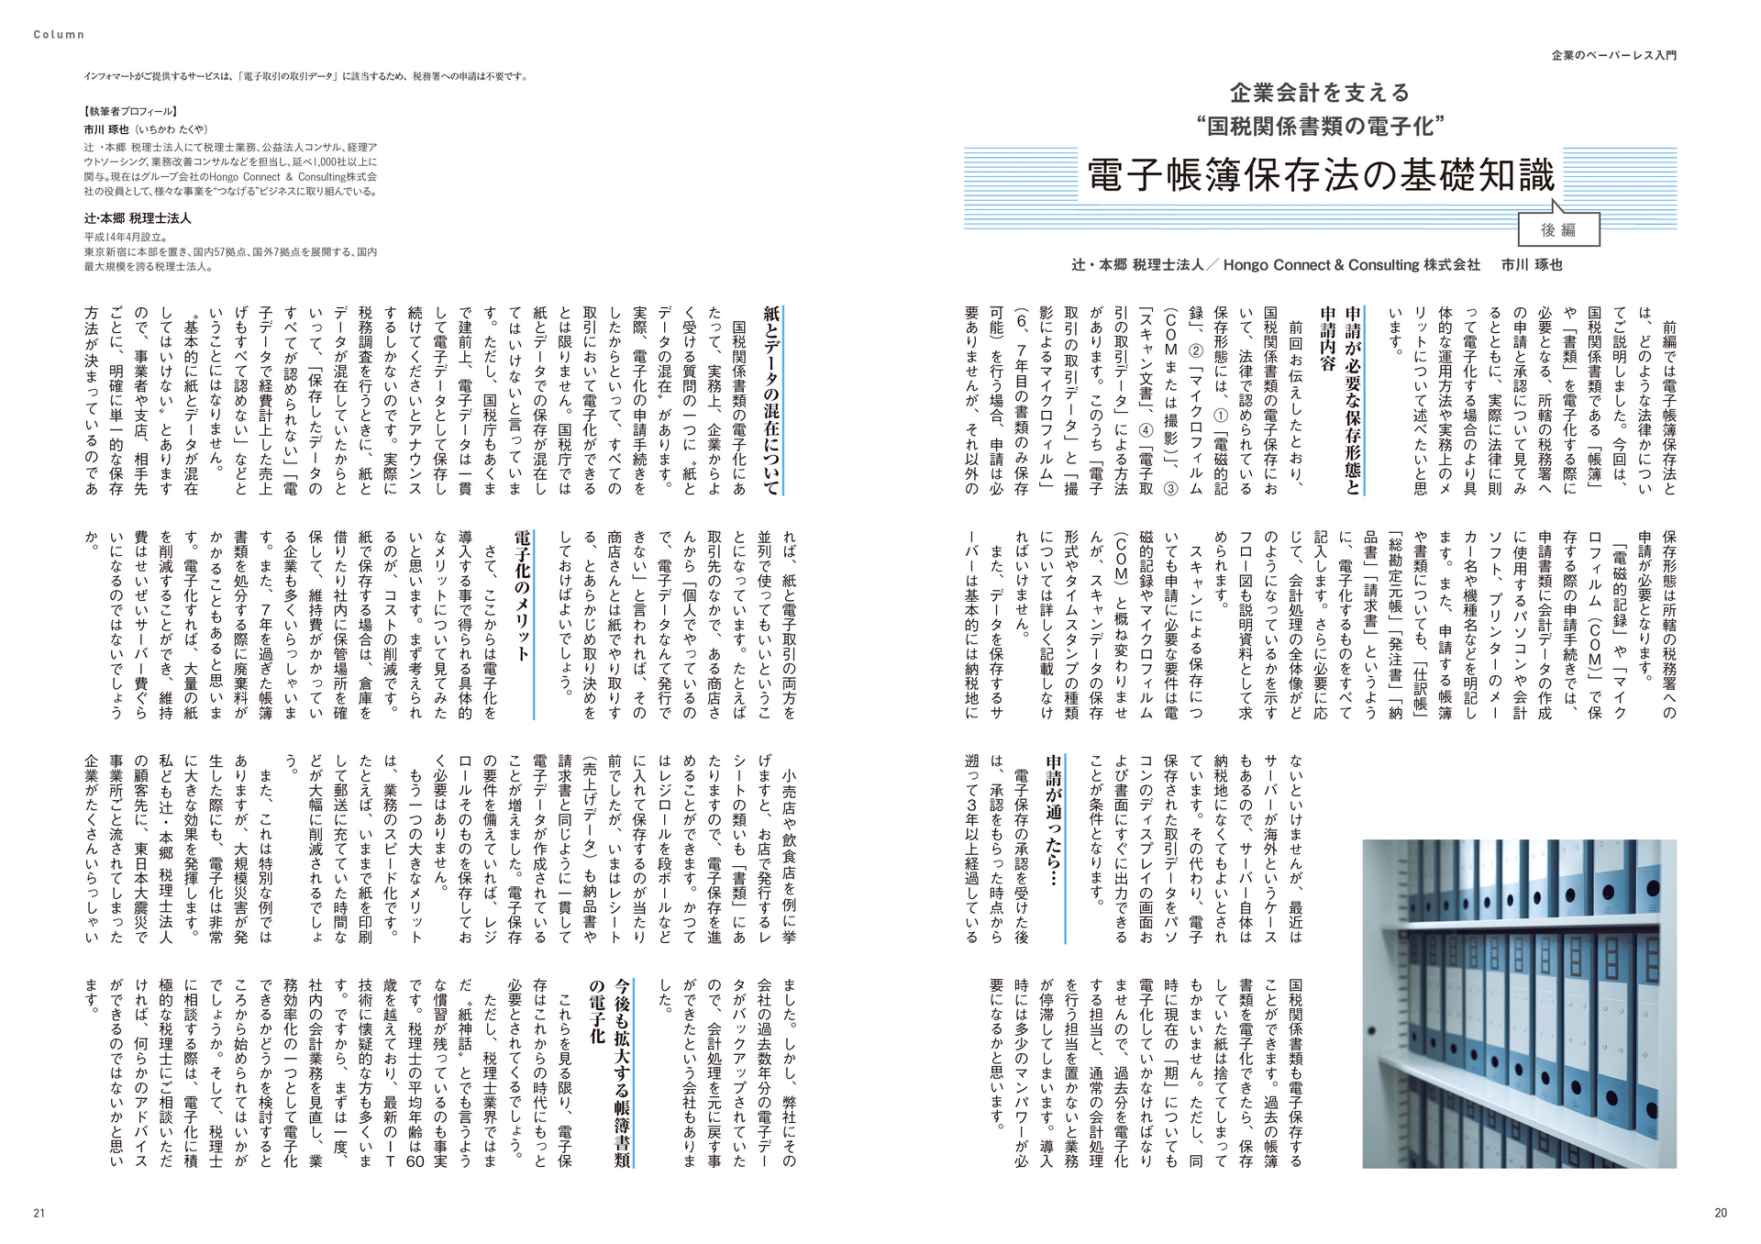 企業のペーパーレス入門
企業会計を支える
“国税関係書類の電子化”
電子帳簿保存法の基礎知識
後編
辻・本郷 税理士法人／Hongo Connect & Consulting 株式会社　市川 琢也
　前編では電子帳簿保存法と
は、どのような法律かについ
てご説明しました。今回は、
国税関係書類である「帳簿」
や「書類」を電子化する際に
必要となる、所轄の税務署へ
の申請と承認について見てみ
るとともに、実際に法律に則
って電子化する場合のより具
体的な運用方法や実務上のメ
リットについて述べたいと思
います。
申請が必要な保存形態と
申請内容
　前回お伝えしたとおり、
国税関係書類の電子保存にお
いて、法律で認められている
保存形態には、①「電磁的記
録」、②「マイクロフィルム
（COMまたは撮影）」、③
「スキャン文書」、④「電子取
引の取引データ」による方法
があります。このうち「電子
取引の取引データ」と「撮
影によるマイクロフィルム」
（6、7年目の書類のみ保存
可能）を行う場合、申請は必
要ありませんが、それ以外の
保存形態は所轄の税務署への
申請が必要となります。
　「電磁的記録」や「マイク
ロフィルム（COM）」で保
存する際の申請手続きでは、
申請書類に会計データの作成
に使用するパソコンや会計
ソフト、プリンターのメー
カー名や機種名などを明記し
ます。また、申請する帳簿
や書類についても、「仕訳帳」
「総勘定元帳」「発注書」「納
品書」「請求書」というよう
に、電子化するものをすべて
記入します。さらに必要に応
じて、会計処理の全体像がど
のようになっているかを示す
フロー図も説明資料として求
められます。
　スキャンによる保存につ
いても申請に必要な要件は電
磁的記録やマイクロフィルム
（COM）と概ね変わりませ
んが、スキャンデータの保存
形式やタイムスタンプの種類
については詳しく記載しなけ
ればいけません。
　また、データを保存するサ
ーバーは基本的には納税地に
ないといけませんが、最近は
サーバーが海外というケース
もあるので、サーバー自体は
納税地になくてもよいとされ
ています。その代わり、電子
保存された取引データをパソ
コンのディスプレイの画面お
よび書面にすぐに出力できる
ことが条件となります。
申請が通ったら…
　電子保存の承認を受けた後
は、承認をもらった時点から
遡って3年以上経過している
国税関係書類も電子保存する
ことができます。過去の帳簿
書類を電子化できたら、保存
していた紙は捨ててしまって
もかまいません。ただし、同
時に現在の「期」についても
電子化していかなければなり
ませんので、過去分を電子化
する担当と、通常の会計処理
を行う担当を置かないと業務
が停滞してしまいます。導入
時には多少のマンパワーが必
要になるかと思います。
20
Column
インフォマートがご提供するサービスは、「電子取引の取引データ」に該当するため、税務署への申請は不要です。
【執筆者プロフィール】
市川 琢也（いちかわ たくや）
辻・本郷 税理士法人にて税理士業務、公益法人コンサル、経理ア
ウトソーシング、業務改善コンサルなどを担当し、延べ1,000社以上に
関与。現在はグループ会社のHongo Connect & Consulting株式会
社の役員として、様々な事業を“つなげる”ビジネスに取り組んでいる。
辻・本郷 税理士法人
平成14年4月設立。
東京新宿に本部を置き、国内57拠点、国外7拠点を展開する、国内
最大規模を誇る税理士法人。
紙とデータの混在について
　国税関係書類の電子化にあ
たって、実務上、企業からよ
く受ける質問の一つに〝紙と
データの混在〟があります。
実際、電子化の申請手続きを
したからといって、すべての
取引において電子化ができる
とは限りません。国税庁では
紙とデータでの保存が混在し
てはいけないと言っていま
す。ただし、国税庁もあくま
で建前上、電子データは一貫
して電子データとして保存し
続けてくださいとアナウンス
するしかないのです。実際に
税務調査を行うときに、紙と
データが混在していたからと
いって、「保存したデータの
すべてが認められない」「電
子データで経費計上した売上
げもすべて認めない」などと
いうことにはなりません。
〝基本的に紙とデータが混在
してはいけない〟とあります
ので、事業者や支店、相手先
ごとに、明確に単一的な保存
方法が決まっているのであ
れば、紙と電子取引の両方を
並列で使ってもいいというこ
とになっています。たとえば
取引先のなかで、ある商店さ
んから「個人でやっているの
で、電子データなんて発行で
きない」と言われれば、その
商店さんとは紙でやり取りす
る、とあらかじめ取り決めを
しておけばよいでしょう。
電子化のメリット
　さて、ここからは電子化を
導入する事で得られる具体的
なメリットについて見てみた
いと思います。まず考えられ
るのが、コストの削減です。
紙で保存する場合は、倉庫を
借りたり社内に保管場所を確
保して、維持費がかかってい
る企業も多くいらっしゃいま
す。また、7年を過ぎた帳簿
書類を処分する際に廃棄料が
かかることもあると思いま
す。電子化すれば、大量の紙
を削減することができ、維持
費はせいぜいサーバー費ぐら
いになるのではないでしょう
か。
　小売店や飲食店を例に挙
げますと、お店で発行するレ
シートの類いも「書類」にあ
たりますので、電子保存を進
めることができます。かつて
はレジロールを段ボールなど
に入れて保存するのが当たり
前でしたが、いまはレシート
（売上げデータ）も納品書や
請求書と同じように一貫して
電子データが作成されている
ことが増えました。電子保存
の要件を備えていれば、レジ
ロールそのものを保存してお
く必要はありません。
　もう一つの大きなメリット
は、業務のスピード化です。
たとえば、いままで紙を印刷
して郵送に充てていた時間な
どが大幅に削減されるでしょ
う。
　また、これは特別な例では
ありますが、大規模災害が発
生した際にも、電子化は非常
に大きな効果を発揮します。
私ども辻・本郷 税理士法人
の顧客先に、東日本大震災で
事業所ごと流されてしまった
企業がたくさんいらっしゃい
ました。しかし、弊社にその
会社の過去数年分の電子デー
タがバックアップされていた
ので、会計処理を元に戻す事
ができたという会社もありま
した。
今後も拡大する帳簿書類
の電子化
　これらを見る限り、電子保
存はこれからの時代にもっと
必要とされてくるでしょう。
　ただし、税理士業界ではま
だ〝紙神話〟とでも言うよう
な慣習が残っているのも事実
です。税理士の平均年齢は60
歳を越えており、最新のIT
技術に懐疑的な方も多くいま
す。ですから、まずは一度、
社内の会計業務を見直し、業
務効率化の一つとして電子化
できるかどうかを検討すると
ころから始められてはいかが
でしょうか。そして、税理士
に相談する際は、電子化に積
極的な税理士にご相談いただ
ければ、何らかのアドバイス
ができるのではないかと思い
ます。
21